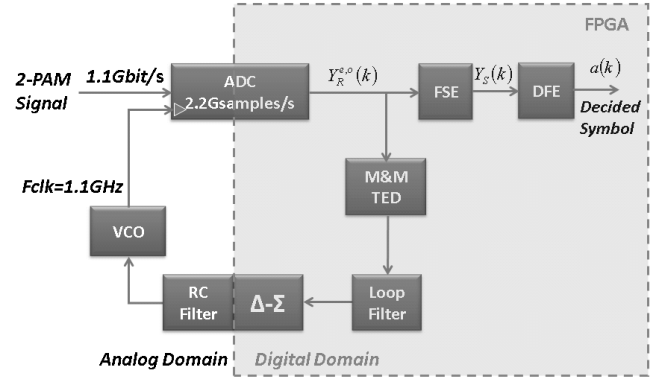 FPGA
2-PAM
Signal
1.1Gbit/s
ADC
2.2Gsamples/s
Y_R^{e,o}(k)
FSE
Y_S(k)
DFE
a(k)
Decided
Symbol
M&M
TED
Fclk=1.1GHz
VCO
RC
Filter
Δ-Σ
Loop
Filter
Analog Domain
Digital Domain